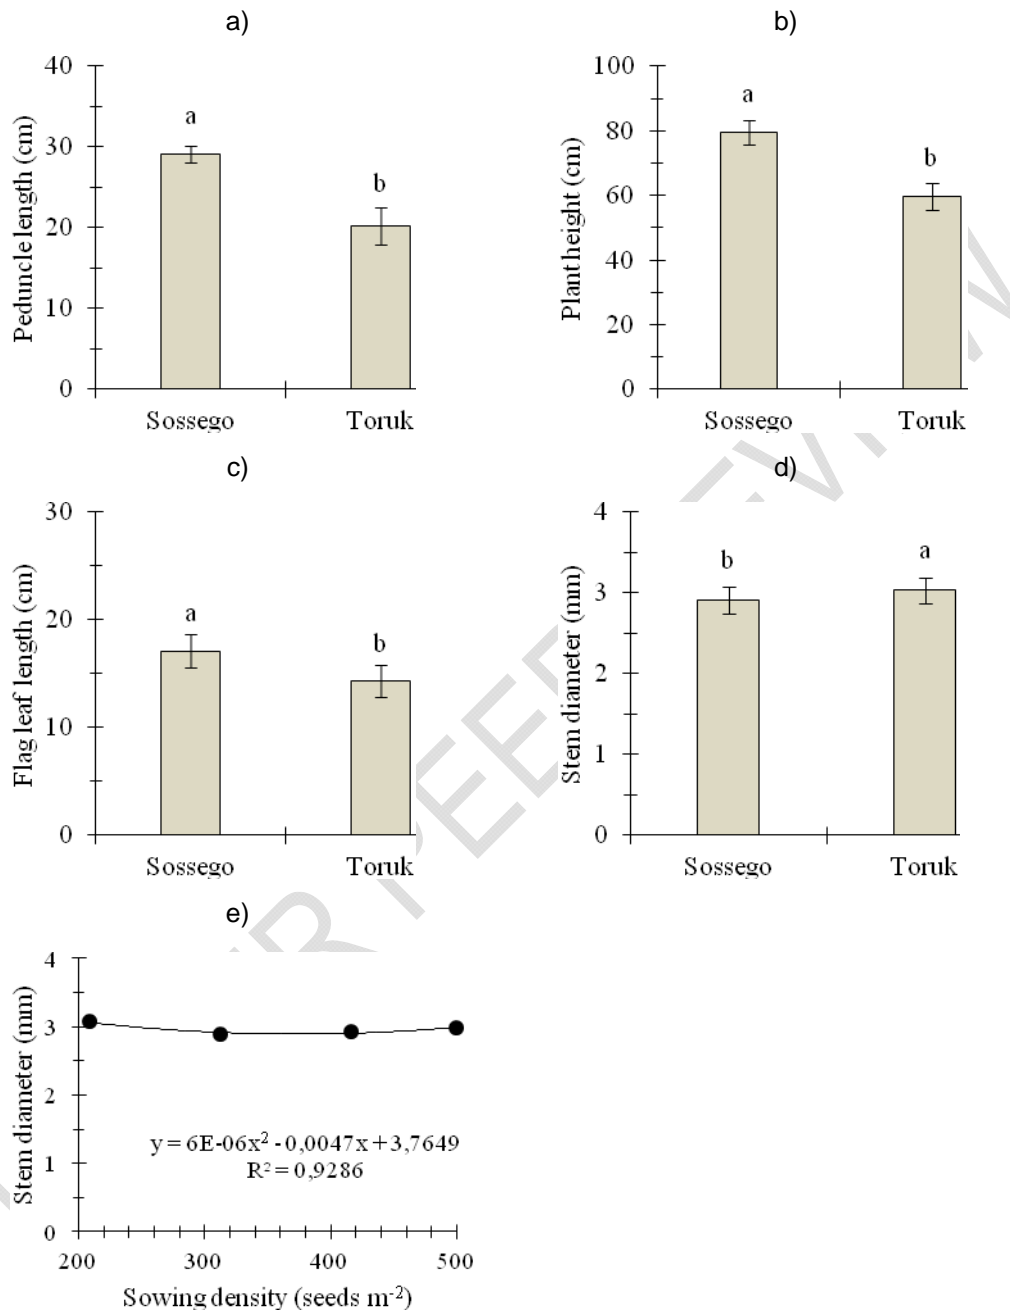 a)
40
30
20
10
0
Peduncle length (cm)
a
b
Sossego
Toruk
b)
100
80
60
40
20
0
Plant height (cm)
a
b
Sossego
Toruk
c)
30
20
10
0
Flag leaf length (cm)
a
b
Sossego
Toruk
d)
4
3
2
1
0
Stem diameter (mm)
b
a
Sossego
Toruk
e)
4
3
2
1
0
Stem diameter (mm)
y = 6E-06x² - 0,0047x + 3,7649
R² = 0,9286
200
300
400
500
Sowing density (seeds m⁻²)